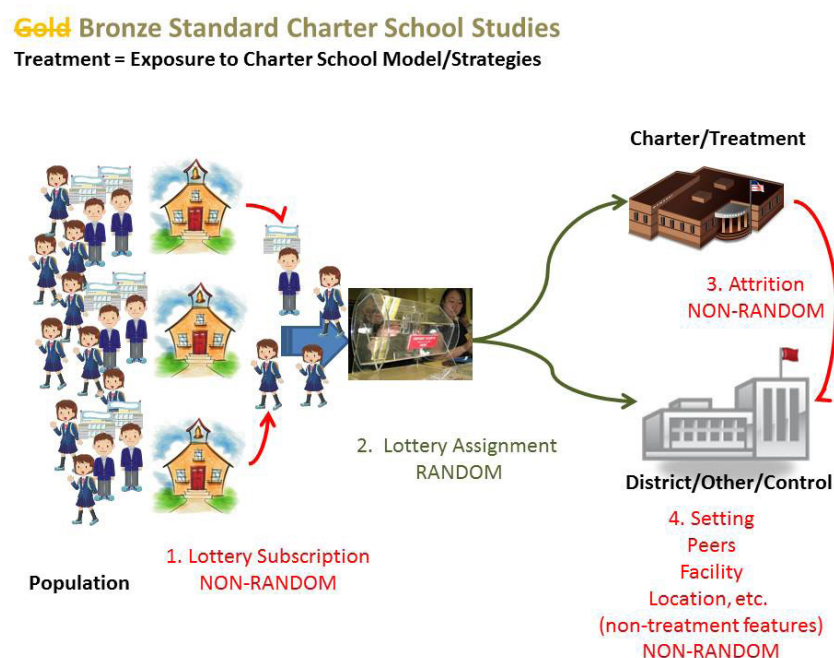 Gold Bronze Standard Charter School Studies
Treatment = Exposure to Charter School Model/Strategies
Charter/Treatment
3. Attrition
NON-RANDOM
2. Lottery Assignment
RANDOM
District/Other/Control
4. Setting
Peers
Facility
Location, etc.
(non-treatment features)
NON-RANDOM
1. Lottery Subscription
NON-RANDOM
Population